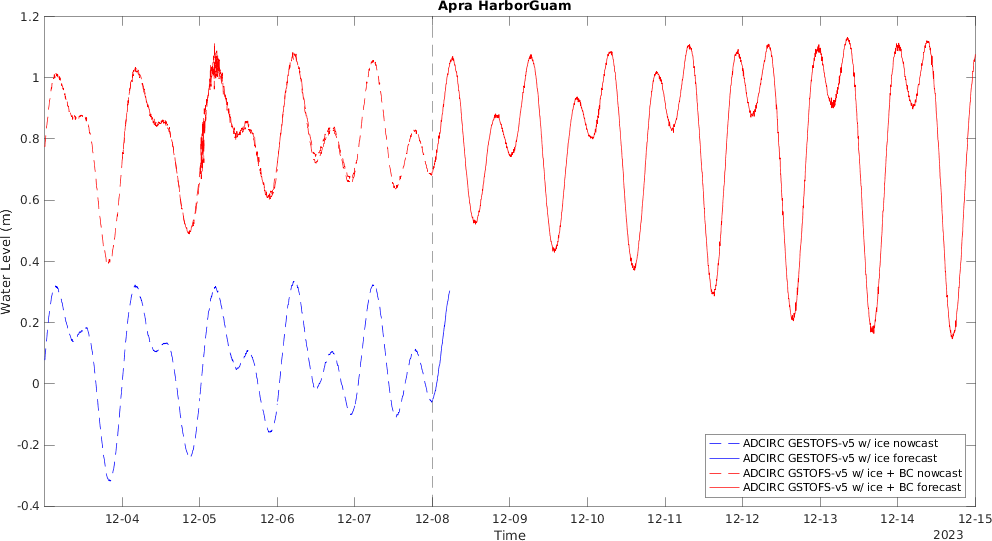 Apra HarborGuam
1.2
1
0.8
0.6
0.4
0.2
0
-0.2
-0.4
Water Level (m)
ADCIRC GESTOFS-v5 w/ ice nowcast
ADCIRC GESTOFS-v5 w/ ice forecast
ADCIRC GSTOFS-v5 w/ ice + BC nowcast
ADCIRC GSTOFS-v5 w/ ice + BC forecast
12-04 12-05 12-06 12-07 12-08 12-09 12-10 12-11 12-12 12-13 12-14 12-15
Time
2023